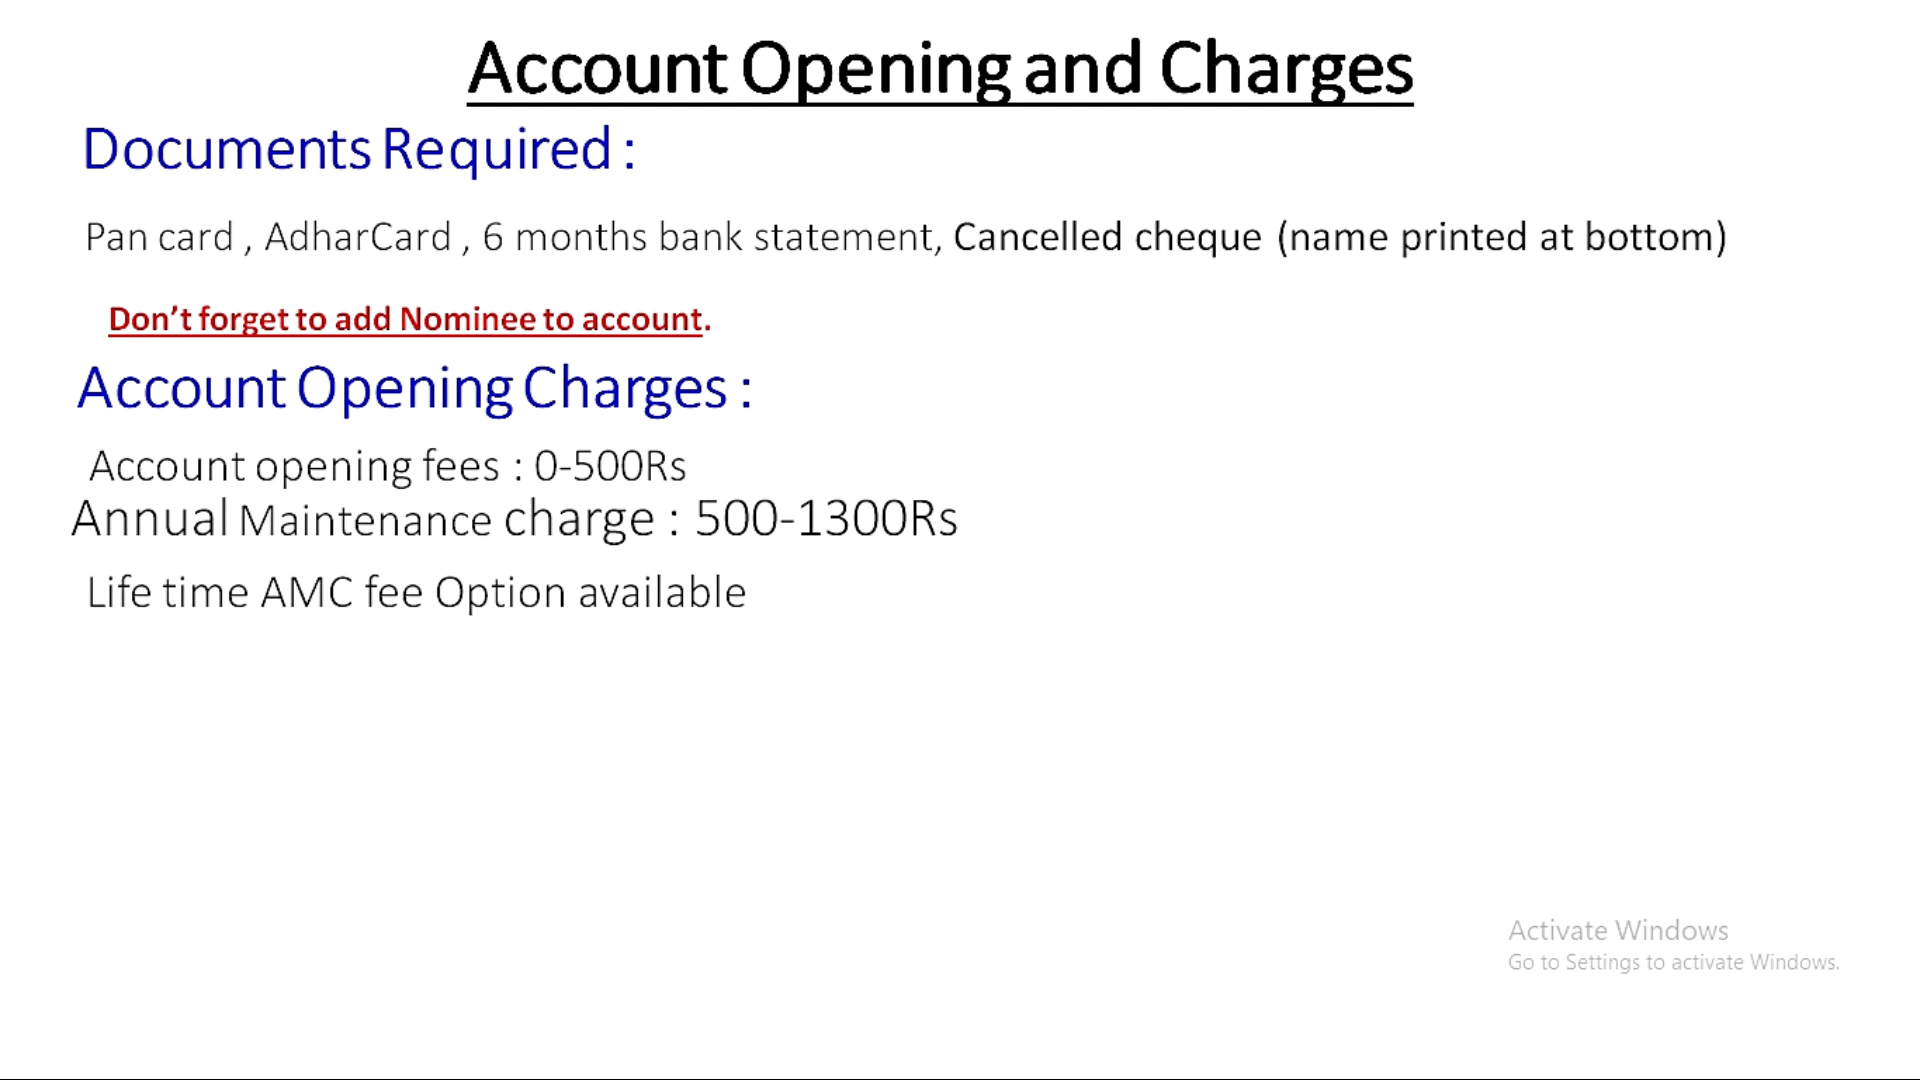 Account Opening and Charges
Documents Required :
Pan card , AdharCard , 6 months bank statement, Cancelled cheque (name printed at bottom)
Don’t forget to add Nominee to account.
Account Opening Charges :
Account opening fees : 0-500Rs
Annual Maintenance charge : 500-1300Rs
Life time AMC fee Option available
Activate Windows
Go to Settings to activate Windows.